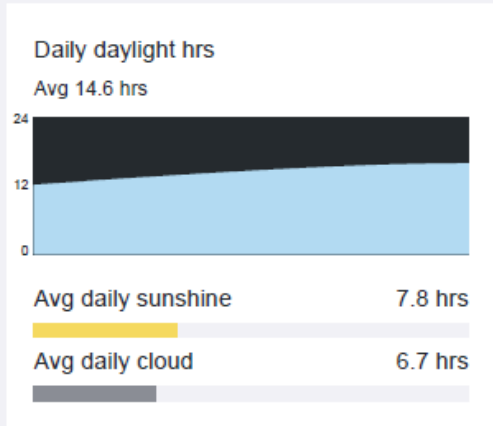 Daily daylight hrs
Avg 14.6 hrs
24
12
0
Avg daily sunshine 7.8 hrs
Avg daily cloud 6.7 hrs